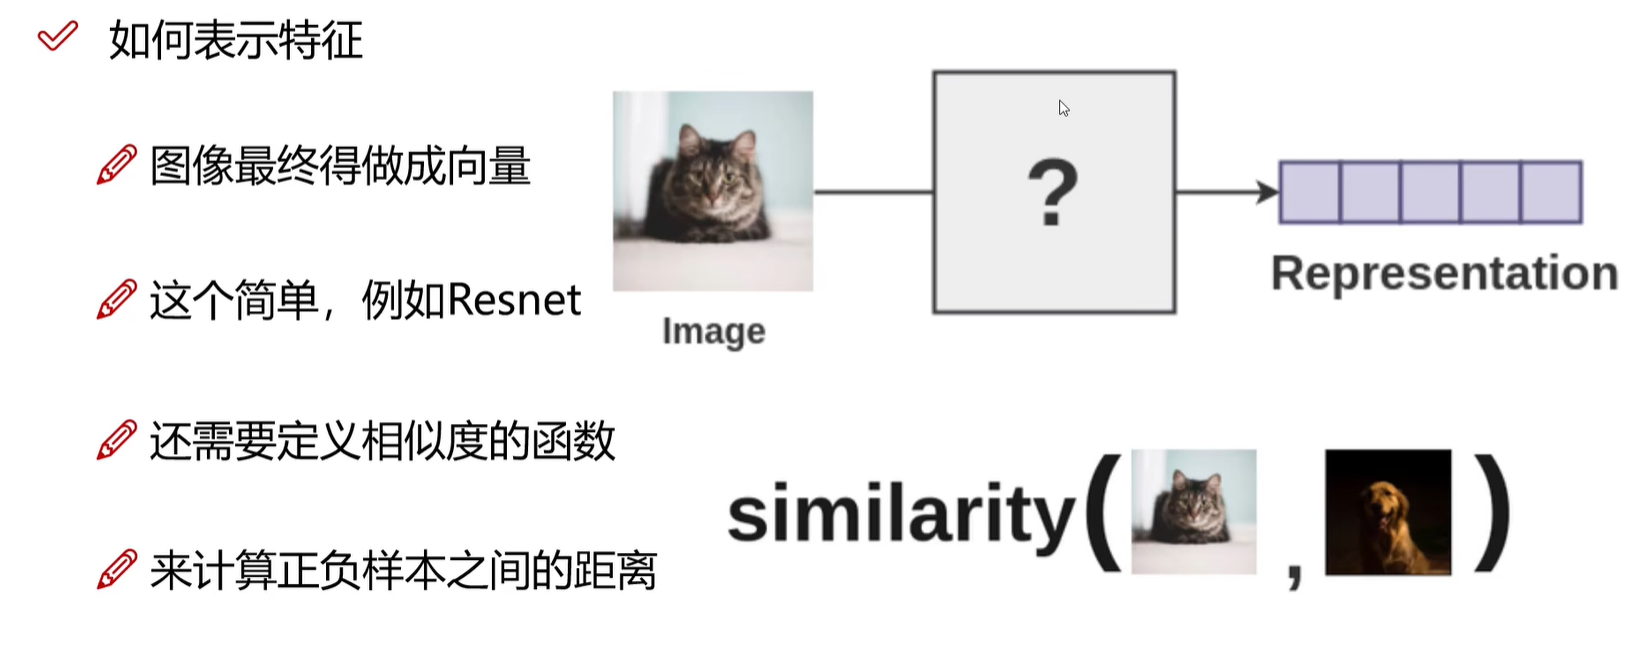 如何表示特征
图像最终得做成向量
这个简单，例如Resnet
?
Image
Representation
还需要定义相似度的函数
来计算正负样本之间的距离
similarity( , )